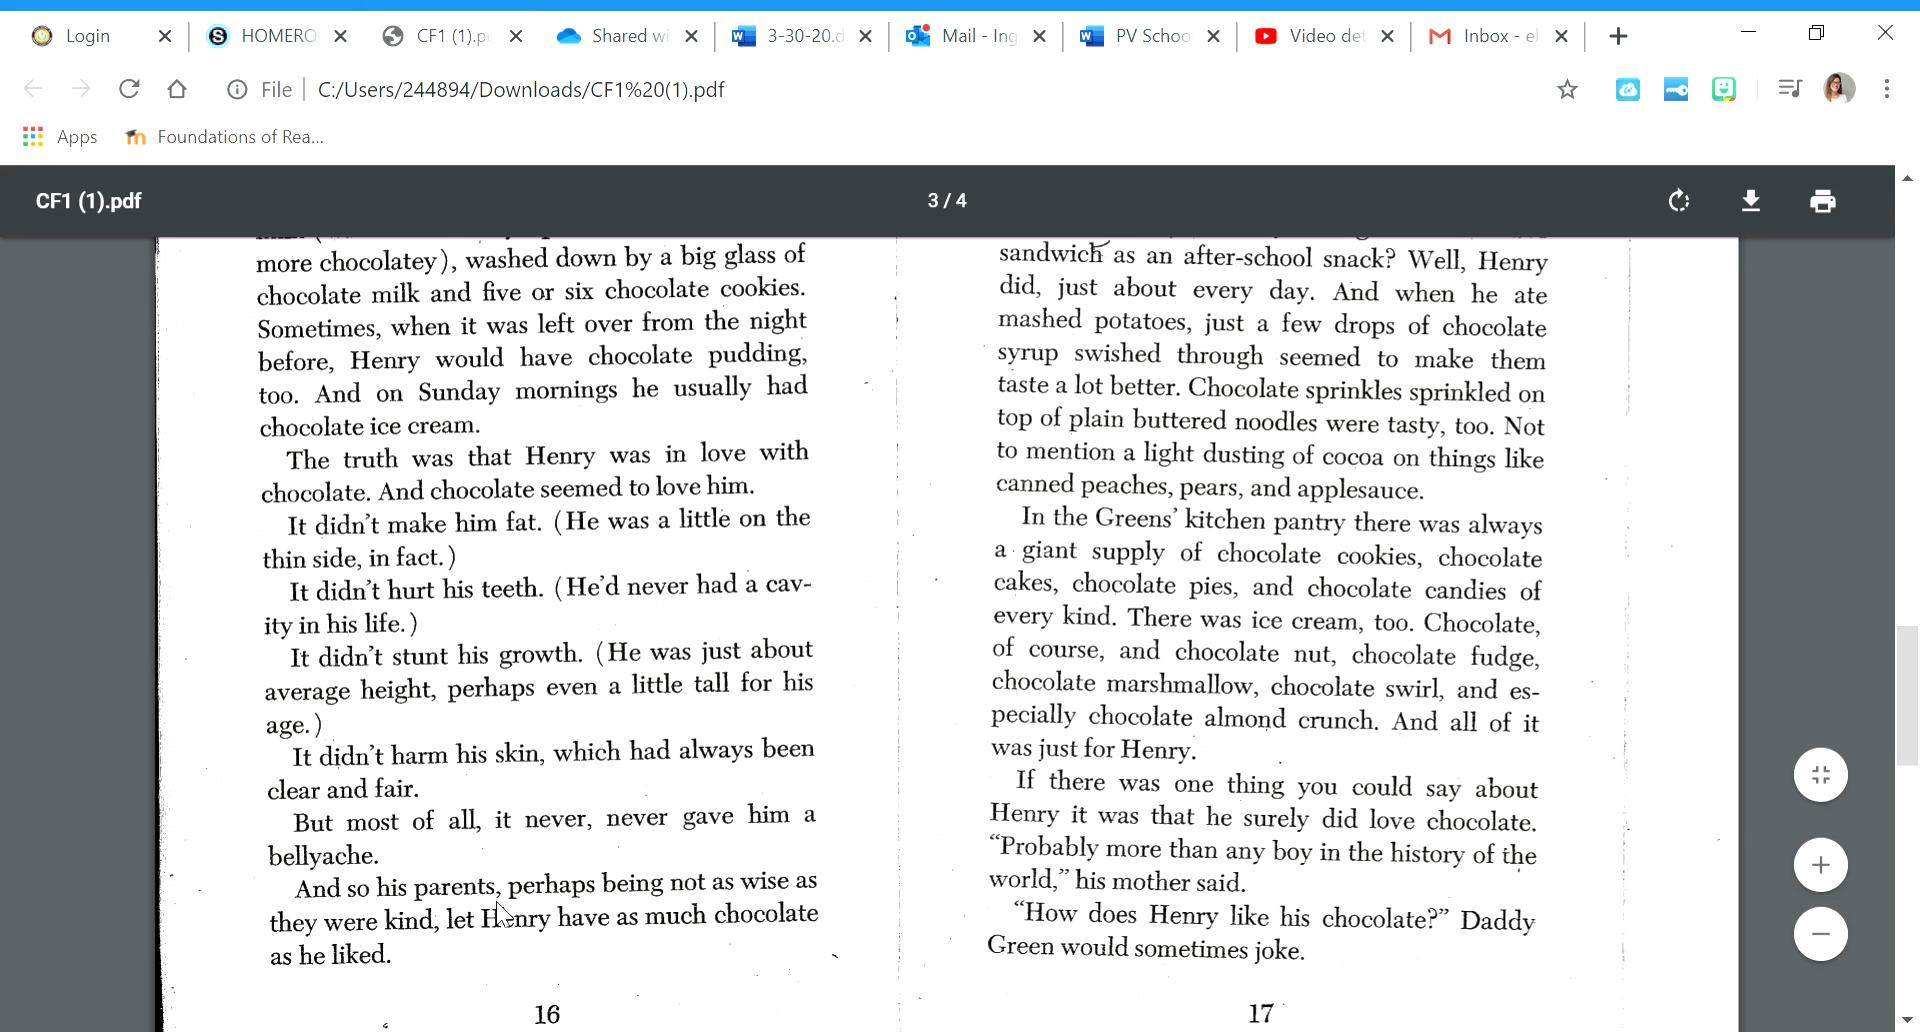 Login
HOMERO
CF1 (1).p
Shared wi
3-30-20.d
Mail - Ing
PV Schoo
Video det
Inbox - el
File
C:/Users/244894/Downloads/CF1%20(1).pdf
Apps
Foundations of Rea...
CF1 (1).pdf
3 / 4
more chocolatey), washed down by a big glass of
chocolate milk and five or six chocolate cookies.
Sometimes, when it was left over from the night
before, Henry would have chocolate pudding,
too. And on Sunday mornings he usually had
chocolate ice cream.
The truth was that Henry was in love with
chocolate. And chocolate seemed to love him.
It didn't make him fat. (He was a little on the
thin side, in fact.)
It didn't hurt his teeth. (He'd never had a cav-
ity in his life.)
It didn't stunt his growth. (He was just about
average height, perhaps even a little tall for his
age.)
It didn't harm his skin, which had always been
clear and fair.
But most of all, it never, never gave him a
bellyache.
And so his parents, perhaps being not as wise as
they were kind, let Henry have as much chocolate
as he liked.
16
sandwich as an after-school snack? Well, Henry
did, just about every day. And when he ate
mashed potatoes, just a few drops of chocolate
syrup swished through seemed to make them
taste a lot better. Chocolate sprinkles sprinkled on
top of plain buttered noodles were tasty, too. Not
to mention a light dusting of cocoa on things like
canned peaches, pears, and applesauce.
In the Greens' kitchen pantry there was always
a giant supply of chocolate cookies, chocolate
cakes, chocolate pies, and chocolate candies of
every kind. There was ice cream, too. Chocolate,
of course, and chocolate nut, chocolate fudge,
chocolate marshmallow, chocolate swirl, and es-
pecially chocolate almond crunch. And all of it
was just for Henry.
If there was one thing you could say about
Henry it was that he surely did love chocolate.
"Probably more than any boy in the history of the
world," his mother said.
"How does Henry like his chocolate?" Daddy
Green would sometimes joke.
17